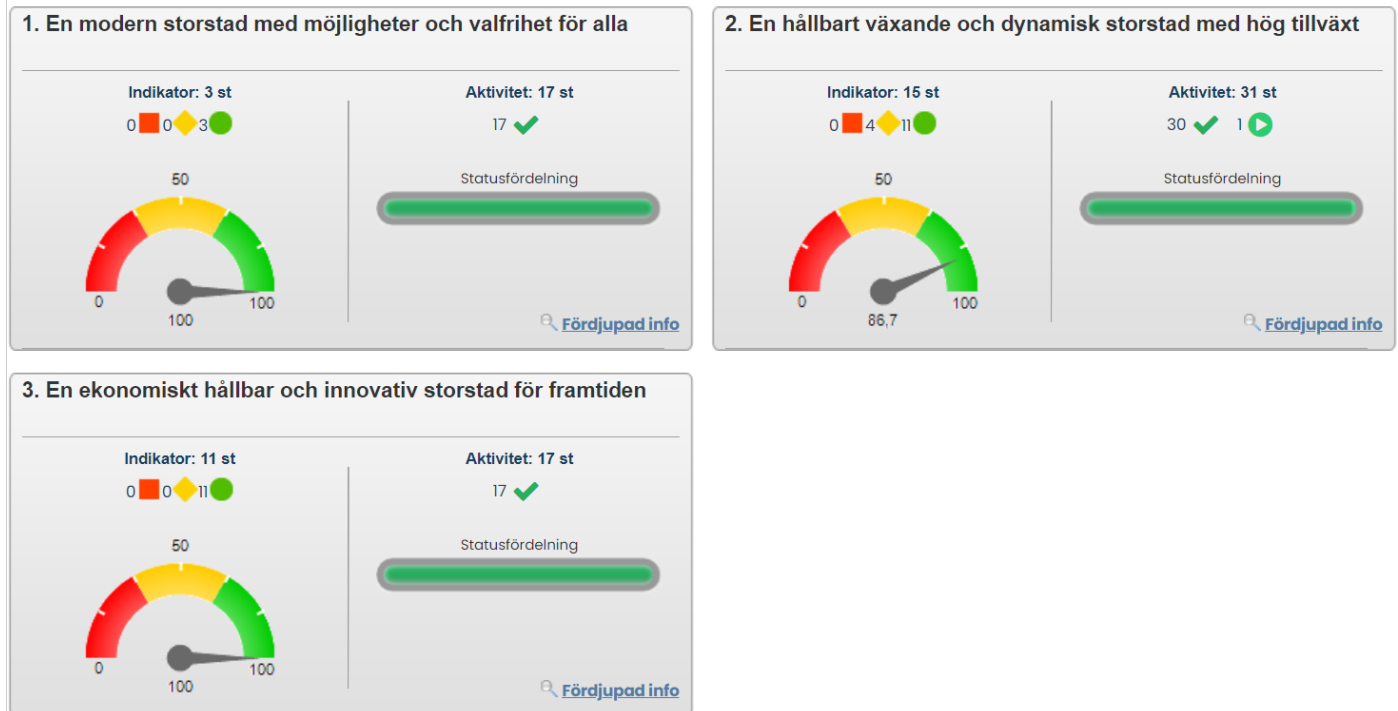 1. En modern storstad med möjligheter och valfrihet för alla
Indikator: 3 st
Aktivitet: 17 st
0 0 3
17
50
Statusfördelning
0
100
100
Fördjupad info
2. En hållbart växande och dynamisk storstad med hög tillväxt
Indikator: 15 st
Aktivitet: 31 st
0 4 11
30 1
50
Statusfördelning
0
100
86,7
Fördjupad info
3. En ekonomiskt hållbar och innovativ storstad för framtiden
Indikator: 11 st
Aktivitet: 17 st
0 0 11
17
50
Statusfördelning
0
100
100
Fördjupad info